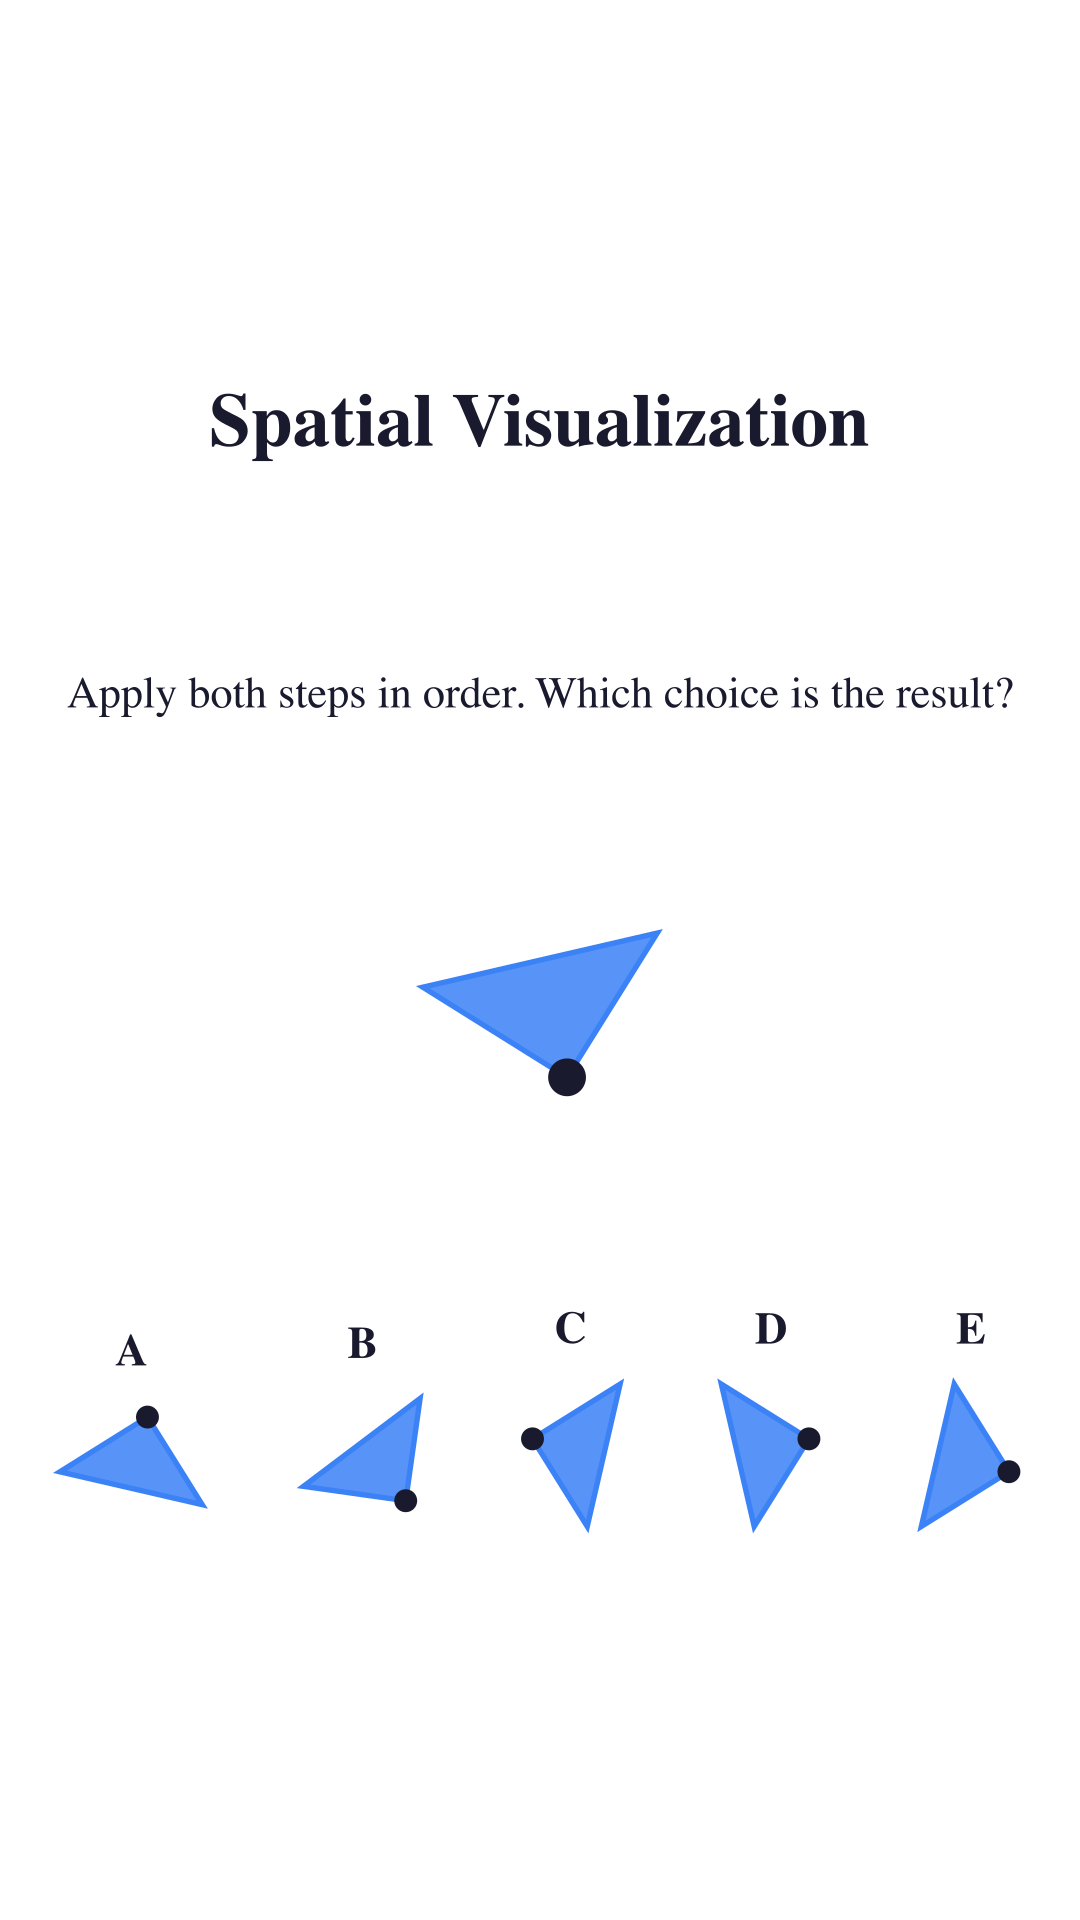 Spatial Visualization
Apply both steps in order. Which choice is the result?
A
B
C
D
E